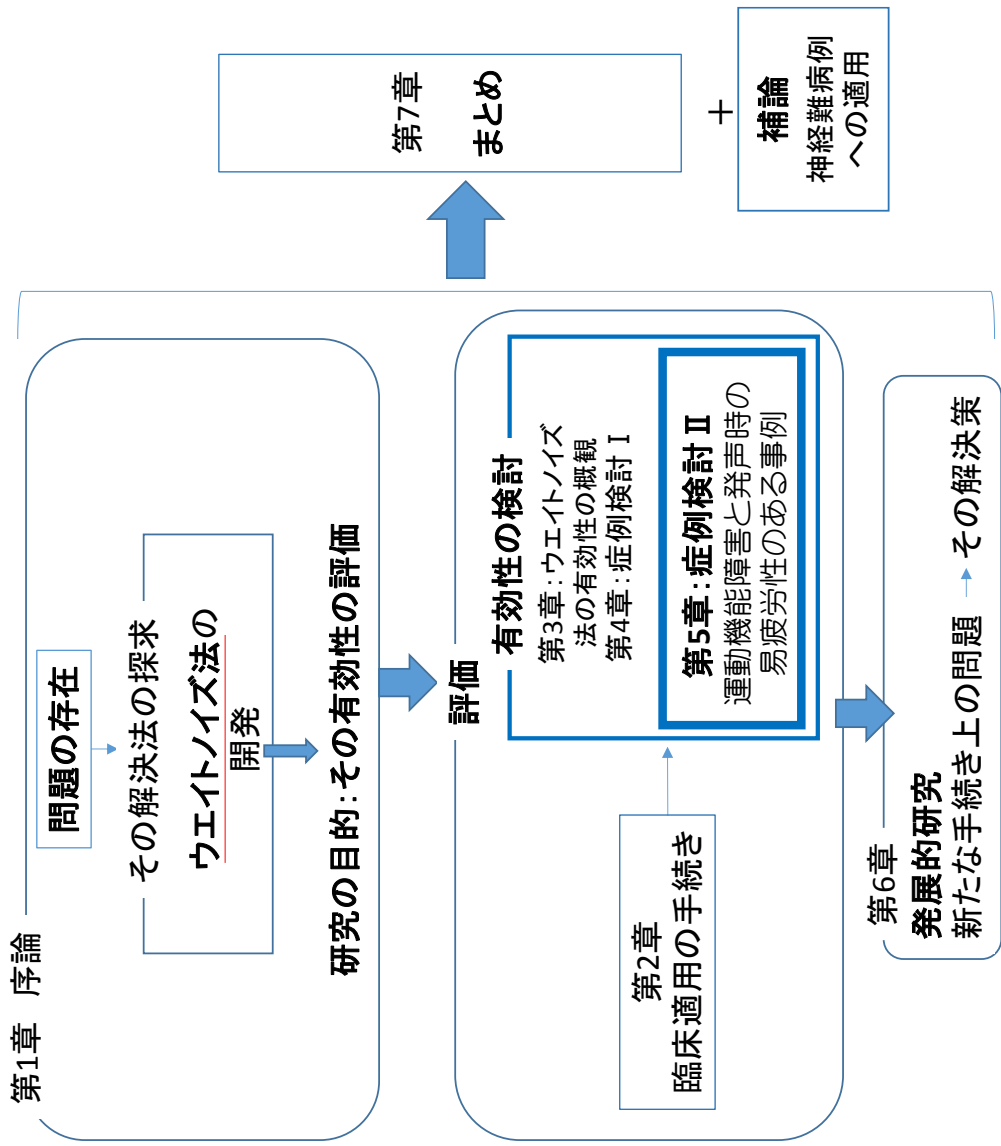 第1章　序論
問題の存在
その解決法の探求
ウエイトノイズ法の
開発
研究の目的：その有効性の評価
評価
第2章
臨床適用の手続き
有効性の検討
第3章：ウエイトノイズ
法の有効性の概観
第4章：症例検討Ⅰ
第5章：症例検討Ⅱ
運動機能障害と発声時の
易疲労性のある事例
第6章
発展的研究
新たな手続き上の問題
その解決策
第7章
まとめ
＋
補論
神経難病例
への適用